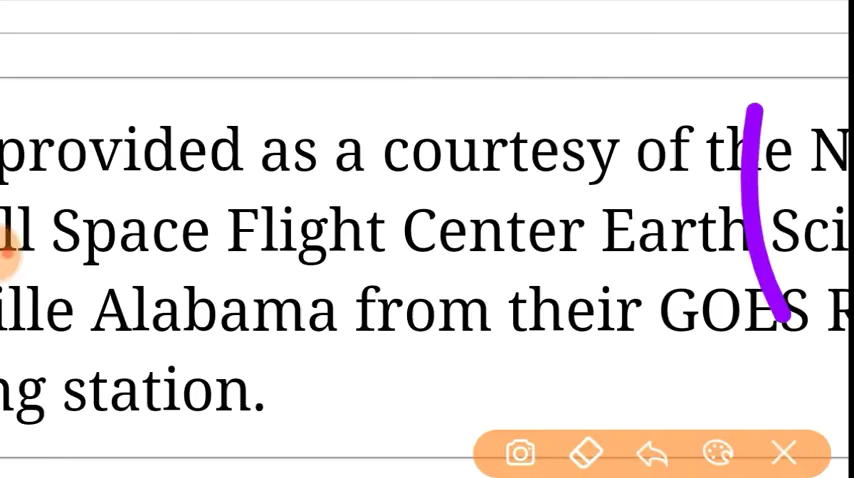 provided as a courtesy of the N
ll Space Flight Center Earth Sci
ille Alabama from their GOES R
ng station.